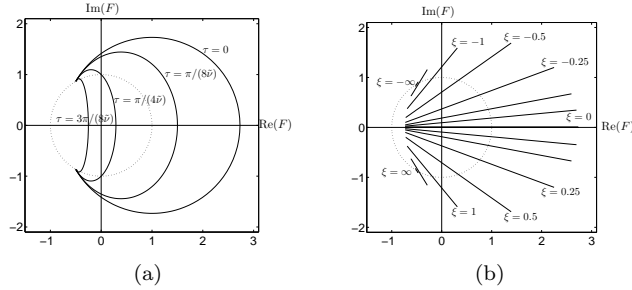 Im(F)
2
1
0
−1
−2
τ = 0
τ = π/(8ν̃)
τ = π/(4ν̃)
τ = 3π/(8ν̃)
Re(F)
−1 0 1 2 3
(a)
Im(F)
2
1
0
−1
−2
ξ = −1
ξ = −0.5
ξ = −0.25
ξ = −∞
ξ = 0
Re(F)
ξ = ∞
ξ = 0.25
ξ = 0.5
ξ = 1
−1 0 1 2 3
(b)